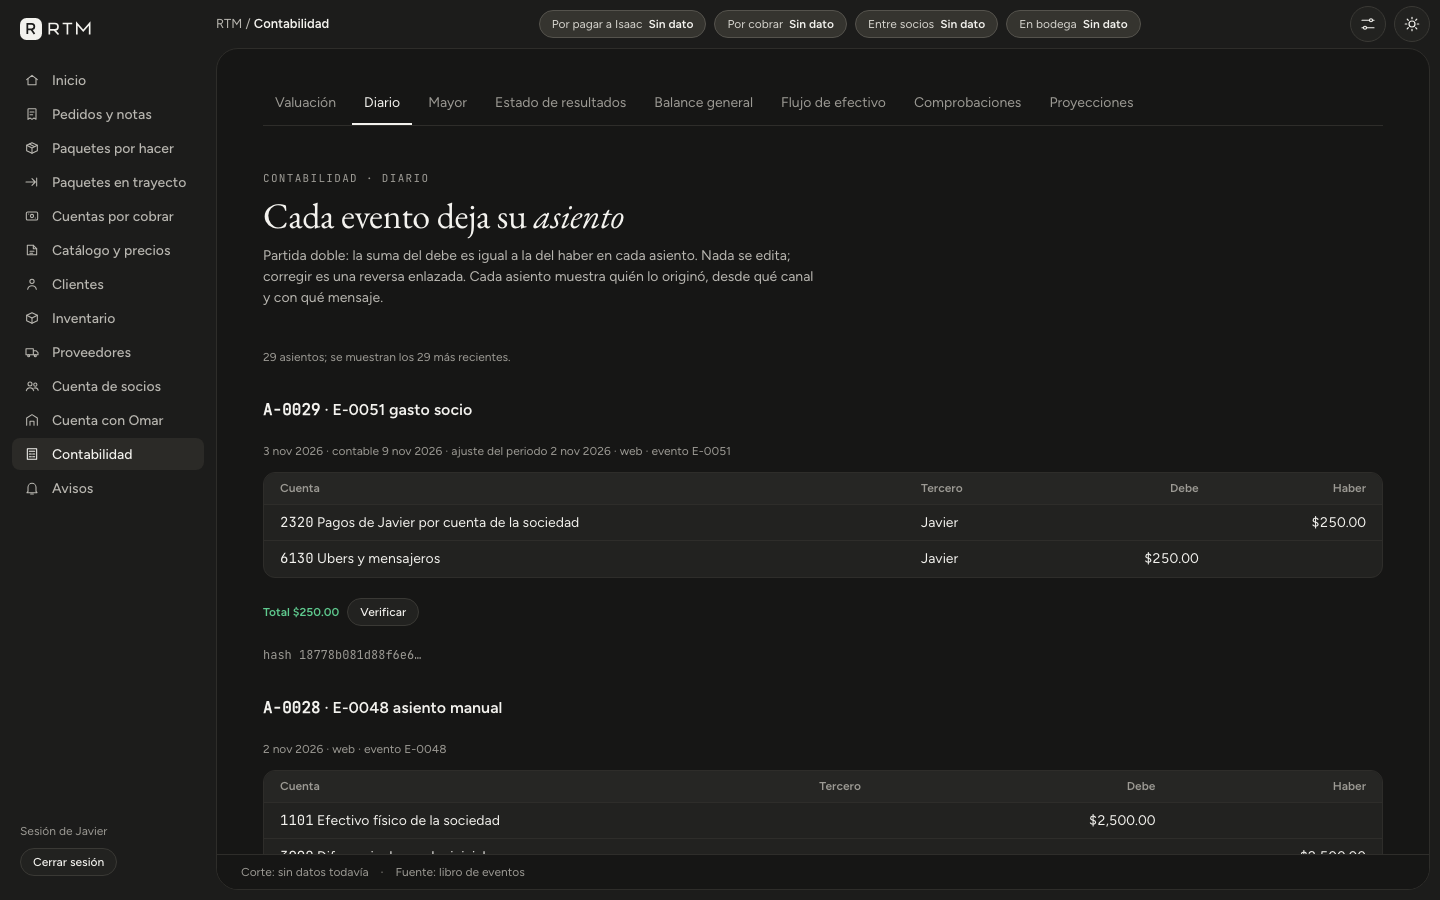 R RTM
RTM / Contabilidad
Por pagar a Isaac Sin dato
Por cobrar Sin dato
Entre socios Sin dato
En bodega Sin dato
Inicio
Pedidos y notas
Paquetes por hacer
Paquetes en trayecto
Cuentas por cobrar
Catálogo y precios
Clientes
Inventario
Proveedores
Cuenta de socios
Cuenta con Omar
Contabilidad
Avisos
Sesión de Javier
Cerrar sesión
Valuación Diario Mayor Estado de resultados Balance general Flujo de efectivo Comprobaciones Proyecciones
CONTABILIDAD · DIARIO
Cada evento deja su asiento
Partida doble: la suma del debe es igual a la del haber en cada asiento. Nada se edita;
corregir es una reversa enlazada. Cada asiento muestra quién lo originó, desde qué canal
y con qué mensaje.
29 asientos; se muestran los 29 más recientes.
A-0029 · E-0051 gasto socio
3 nov 2026 · contable 9 nov 2026 · ajuste del periodo 2 nov 2026 · web · evento E-0051
Cuenta Tercero Debe Haber
2320 Pagos de Javier por cuenta de la sociedad Javier $250.00
6130 Ubers y mensajeros Javier $250.00
Total $250.00 Verificar
hash 18778b081d88f6e6…
A-0028 · E-0048 asiento manual
2 nov 2026 · web · evento E-0048
Cuenta Tercero Debe Haber
1101 Efectivo físico de la sociedad $2,500.00
Corte: sin datos todavía · Fuente: libro de eventos